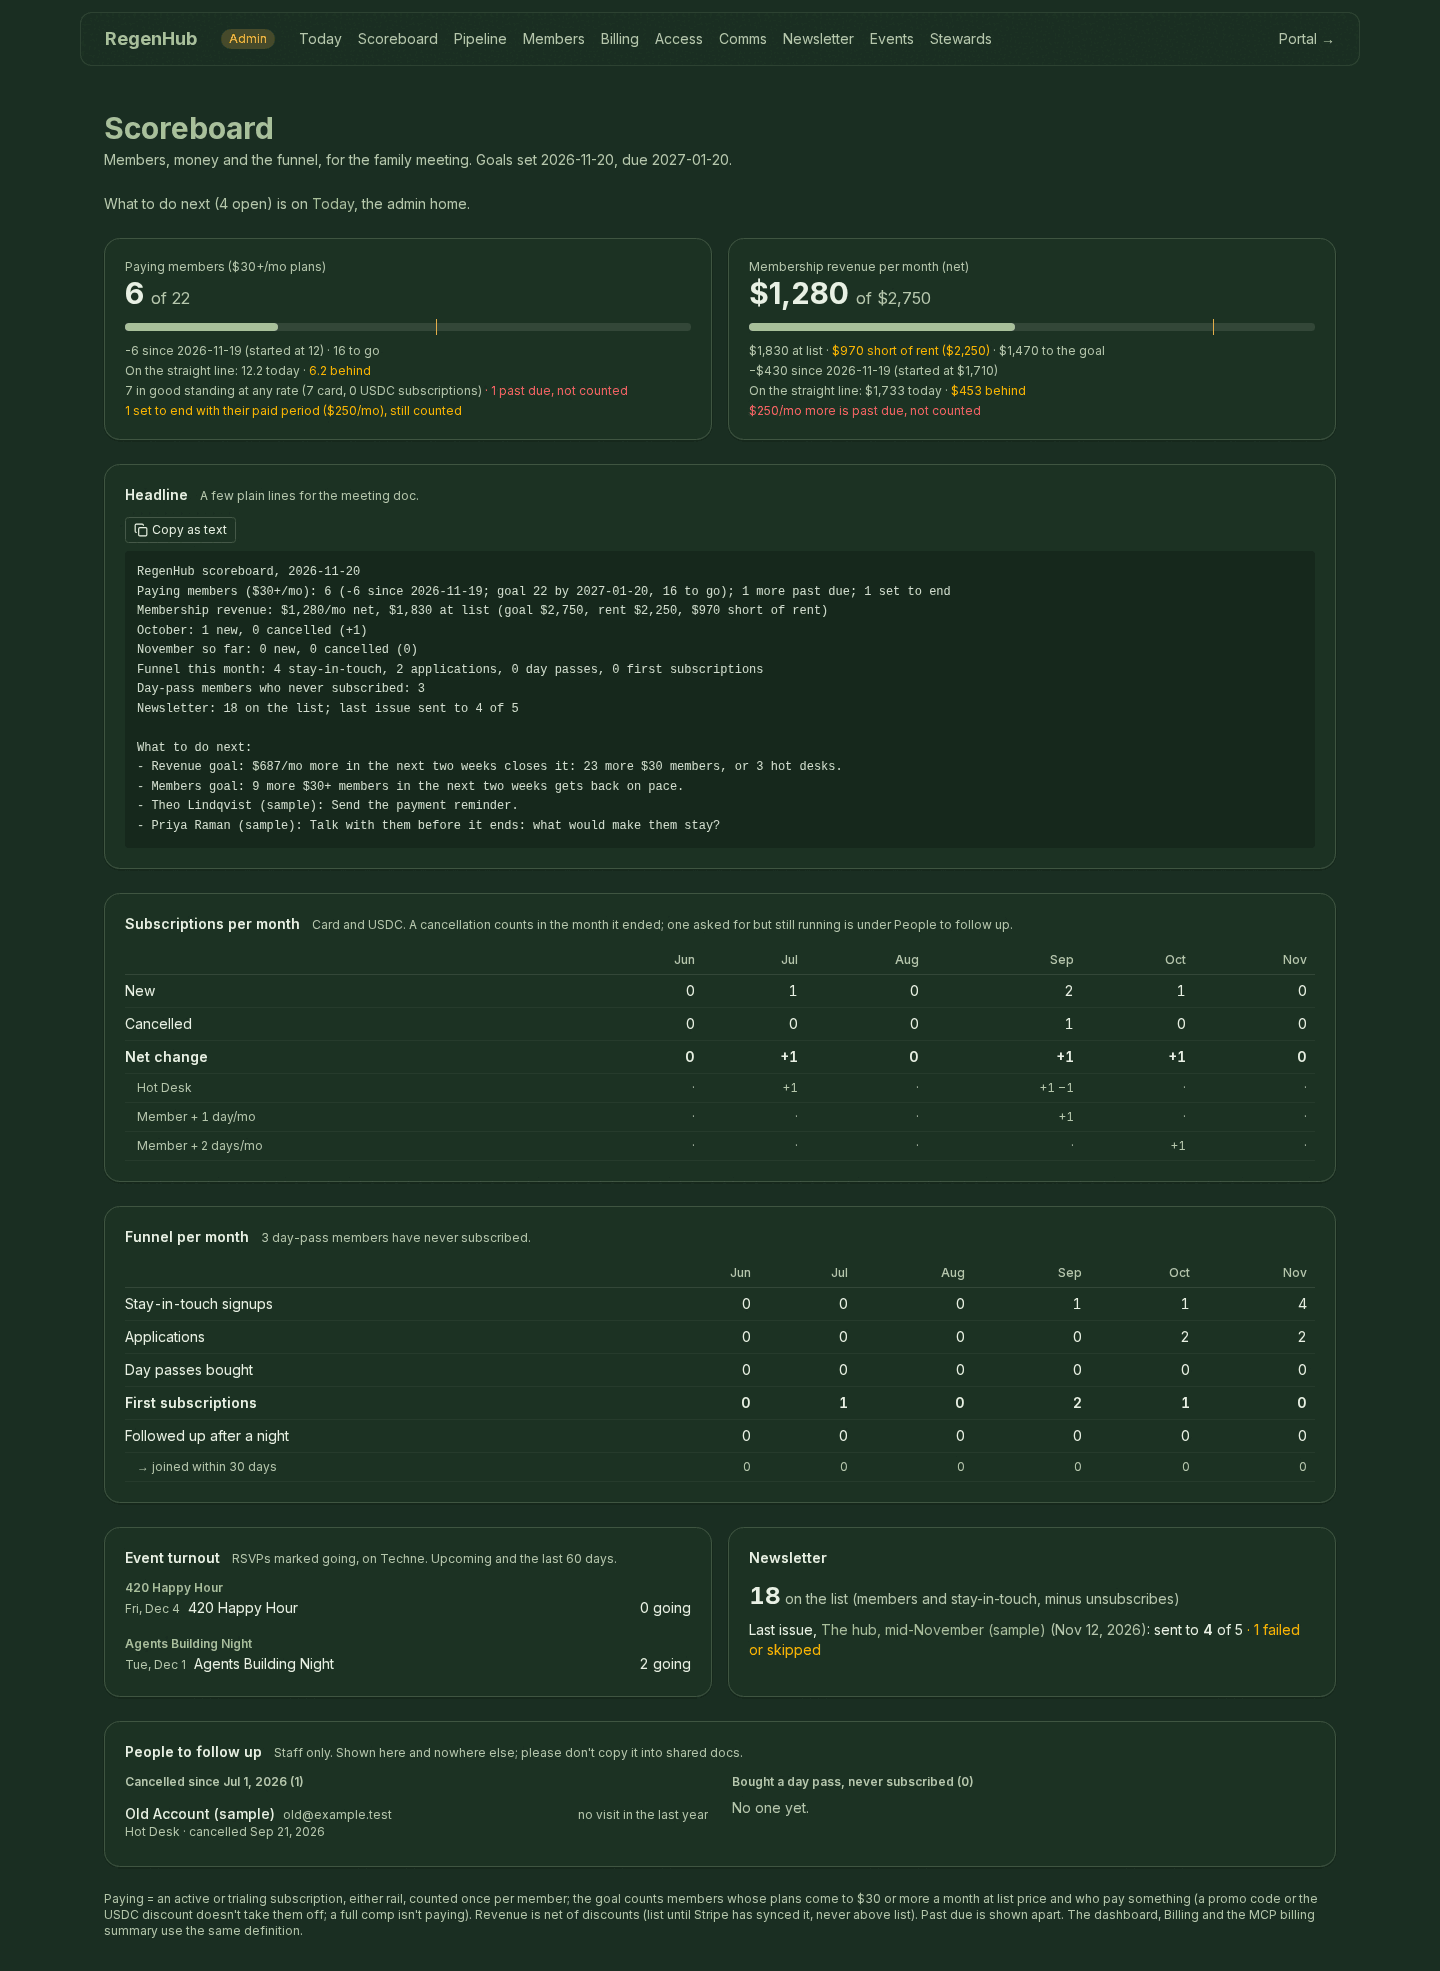 RegenHub Admin Today Scoreboard Pipeline Members Billing Access Comms Newsletter Events Stewards Portal →
Scoreboard
Members, money and the funnel, for the family meeting. Goals set 2026-11-20, due 2027-01-20.
What to do next (4 open) is on Today, the admin home.
Paying members ($30+/mo plans)
6 of 22
-6 since 2026-11-19 (started at 12) · 16 to go
On the straight line: 12.2 today · 6.2 behind
7 in good standing at any rate (7 card, 0 USDC subscriptions) · 1 past due, not counted
1 set to end with their paid period ($250/mo), still counted
Membership revenue per month (net)
$1,280 of $2,750
$1,830 at list · $970 short of rent ($2,250) · $1,470 to the goal
−$430 since 2026-11-19 (started at $1,710)
On the straight line: $1,733 today · $453 behind
$250/mo more is past due, not counted
Headline A few plain lines for the meeting doc.
Copy as text
RegenHub scoreboard, 2026-11-20
Paying members ($30+/mo): 6 (-6 since 2026-11-19; goal 22 by 2027-01-20, 16 to go); 1 more past due; 1 set to end
Membership revenue: $1,280/mo net, $1,830 at list (goal $2,750, rent $2,250, $970 short of rent)
October: 1 new, 0 cancelled (+1)
November so far: 0 new, 0 cancelled (0)
Funnel this month: 4 stay-in-touch, 2 applications, 0 day passes, 0 first subscriptions
Day-pass members who never subscribed: 3
Newsletter: 18 on the list; last issue sent to 4 of 5
What to do next:
- Revenue goal: $687/mo more in the next two weeks closes it: 23 more $30 members, or 3 hot desks.
- Members goal: 9 more $30+ members in the next two weeks gets back on pace.
- Theo Lindqvist (sample): Send the payment reminder.
- Priya Raman (sample): Talk with them before it ends: what would make them stay?
Subscriptions per month Card and USDC. A cancellation counts in the month it ended; one asked for but still running is under People to follow up.
Jun Jul Aug Sep Oct Nov
New 0 1 0 2 1 0
Cancelled 0 0 0 1 0 0
Net change 0 +1 0 +1 +1 0
Hot Desk · +1 · +1 −1 · ·
Member + 1 day/mo · · · +1 · ·
Member + 2 days/mo · · · · +1 ·
Funnel per month 3 day-pass members have never subscribed.
Jun Jul Aug Sep Oct Nov
Stay-in-touch signups 0 0 0 1 1 4
Applications 0 0 0 0 2 2
Day passes bought 0 0 0 0 0 0
First subscriptions 0 1 0 2 1 0
Followed up after a night 0 0 0 0 0 0
→ joined within 30 days 0 0 0 0 0 0
Event turnout RSVPs marked going, on Techne. Upcoming and the last 60 days.
420 Happy Hour
Fri, Dec 4 420 Happy Hour 0 going
Agents Building Night
Tue, Dec 1 Agents Building Night 2 going
Newsletter
18 on the list (members and stay-in-touch, minus unsubscribes)
Last issue, The hub, mid-November (sample) (Nov 12, 2026): sent to 4 of 5 · 1 failed
or skipped
People to follow up Staff only. Shown here and nowhere else; please don't copy it into shared docs.
Cancelled since Jul 1, 2026 (1)
Old Account (sample) old@example.test no visit in the last year
Hot Desk · cancelled Sep 21, 2026
Bought a day pass, never subscribed (0)
No one yet.
Paying = an active or trialing subscription, either rail, counted once per member; the goal counts members whose plans come to $30 or more a month at list price and who pay something (a promo code or the
USDC discount doesn't take them off; a full comp isn't paying). Revenue is net of discounts (list until Stripe has synced it, never above list). Past due is shown apart. The dashboard, Billing and the MCP billing
summary use the same definition.